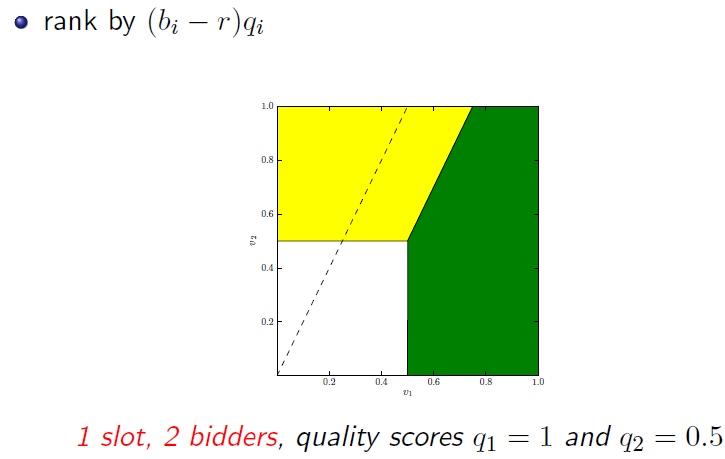 rank by (b_i − r)q_i
1.0
0.8
0.6
v_2
0.4
0.2
0.2 0.4 0.6 0.8 1.0
v_1
1 slot, 2 bidders, quality scores q_1 = 1 and q_2 = 0.5